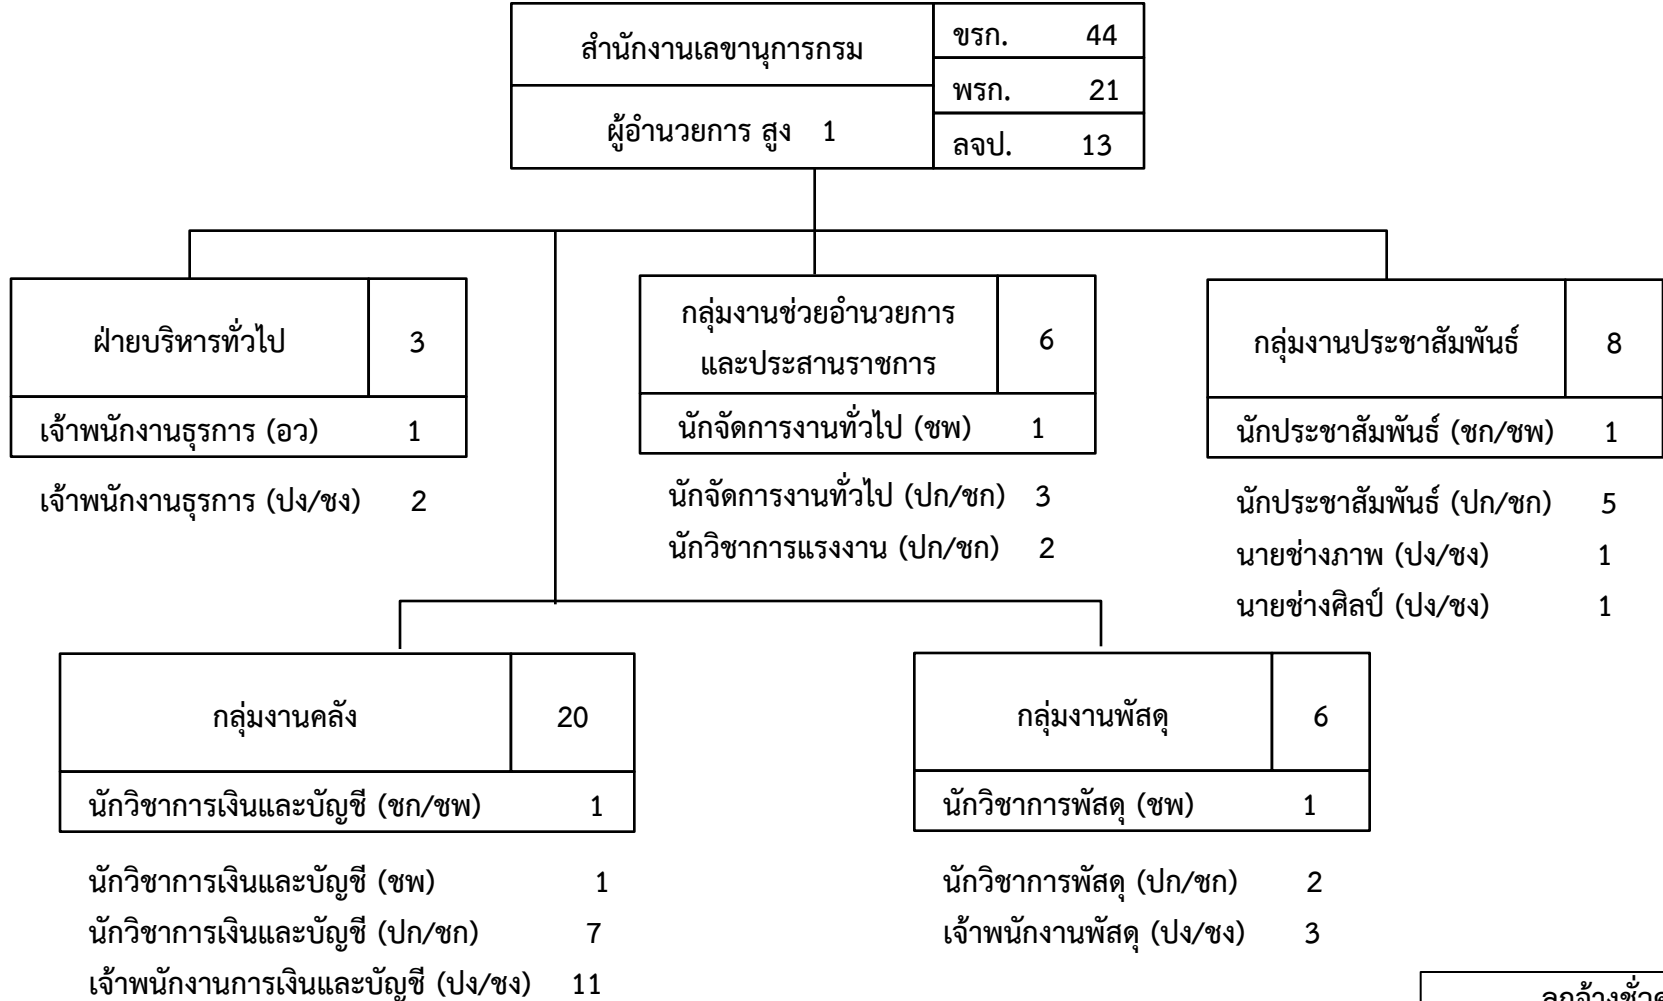 สำนักงานเลขานุการกรม
ขรก. 44
พรก. 21
ผู้อำนวยการ สูง 1
ลจป. 13
ฝ่ายบริหารทั่วไป 3
เจ้าพนักงานธุรการ (อว) 1
เจ้าพนักงานธุรการ (ปง/ชง) 2
กลุ่มงานช่วยอำนวยการ
และประสานราชการ
6
นักจัดการงานทั่วไป (ชพ) 1
นักจัดการงานทั่วไป (ปก/ชก) 3
นักวิชาการแรงงาน (ปก/ชก) 2
กลุ่มงานประชาสัมพันธ์ 8
นักประชาสัมพันธ์ (ชก/ชพ) 1
นักประชาสัมพันธ์ (ปก/ชก) 5
นายช่างภาพ (ปง/ชง) 1
นายช่างศิลป์ (ปง/ชง) 1
กลุ่มงานคลัง 20
นักวิชาการเงินและบัญชี (ชก/ชพ) 1
นักวิชาการเงินและบัญชี (ชพ) 1
นักวิชาการเงินและบัญชี (ปก/ชก) 7
เจ้าพนักงานการเงินและบัญชี (ปง/ชง) 11
กลุ่มงานพัสดุ 6
นักวิชาการพัสดุ (ชพ) 1
นักวิชาการพัสดุ (ปก/ชก) 2
เจ้าพนักงานพัสดุ (ปง/ชง) 3